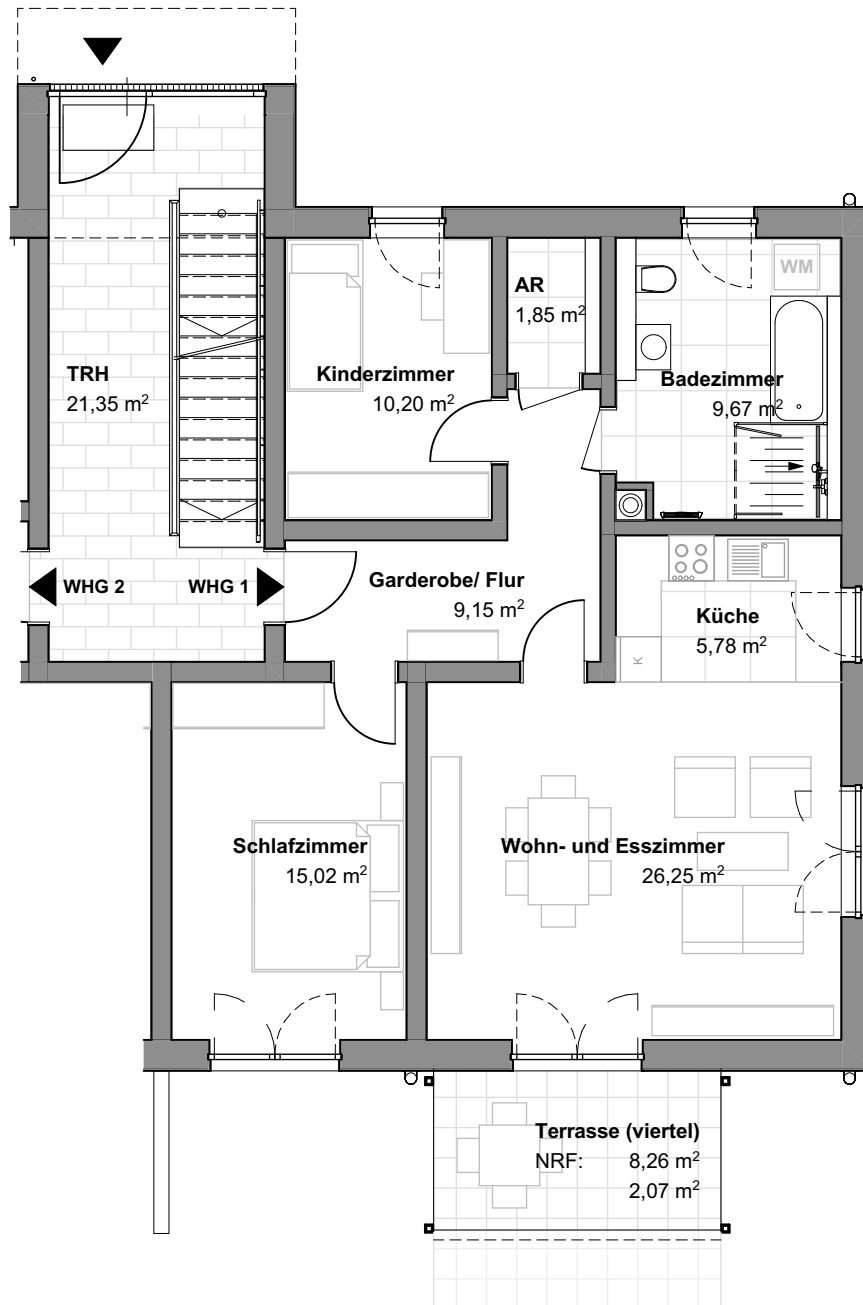 WM
AR
1,85 m²
TRH
21,35 m²
Kinderzimmer
10,20 m²
Badezimmer
9,67 m²
WHG 2
WHG 1
Garderobe/ Flur
9,15 m²
Küche
5,78 m²
K
Schlafzimmer
15,02 m²
Wohn- und Esszimmer
26,25 m²
Terrasse (viertel)
NRF: 8,26 m²
2,07 m²